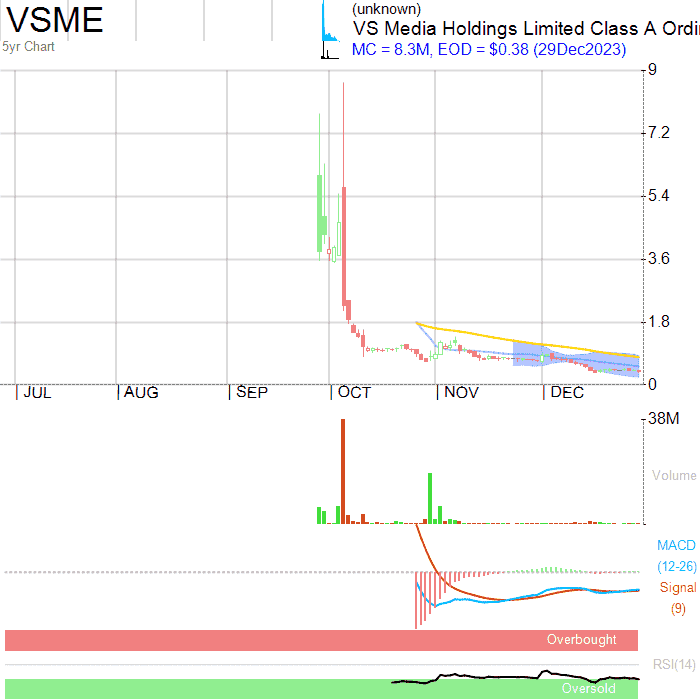 VSME
5yr Chart
(unknown)
VS Media Holdings Limited Class A Ordi
MC = 8.3M, EOD = $0.38 (29Dec2023)
9
7.2
5.4
3.6
1.8
0
JUL AUG SEP OCT NOV DEC
38M
Volume
MACD
(12-26)
Signal
(9)
Overbought
RSI(14)
Oversold